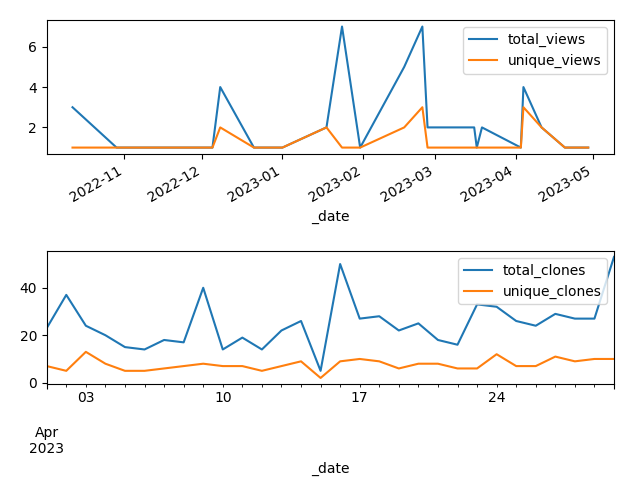 total_views
unique_views
6
4
2
2022-11
2022-12
2023-01
2023-02
2023-03
2023-04
2023-05
_date
total_clones
unique_clones
40
20
0
03
10
17
24
Apr
2023
_date